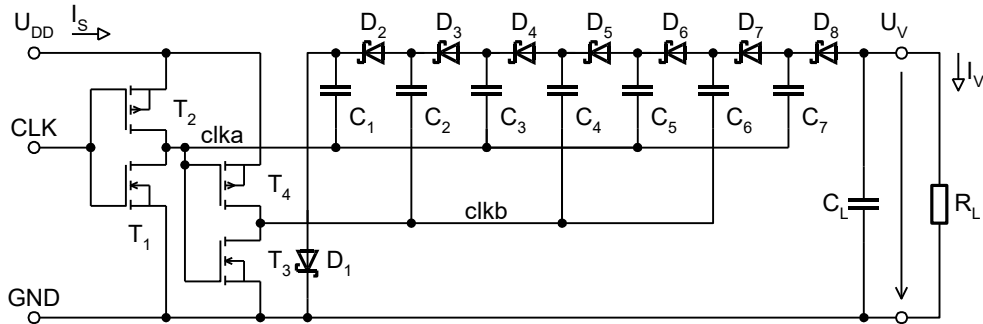 U_DD I_S D_2 D_3 D_4 D_5 D_6 D_7 D_8 U_V
I_V
T_2 C_1 C_2 C_3 C_4 C_5 C_6 C_7
CLK clka
T_4
T_1 clkb C_L R_L
T_3 D_1
GND